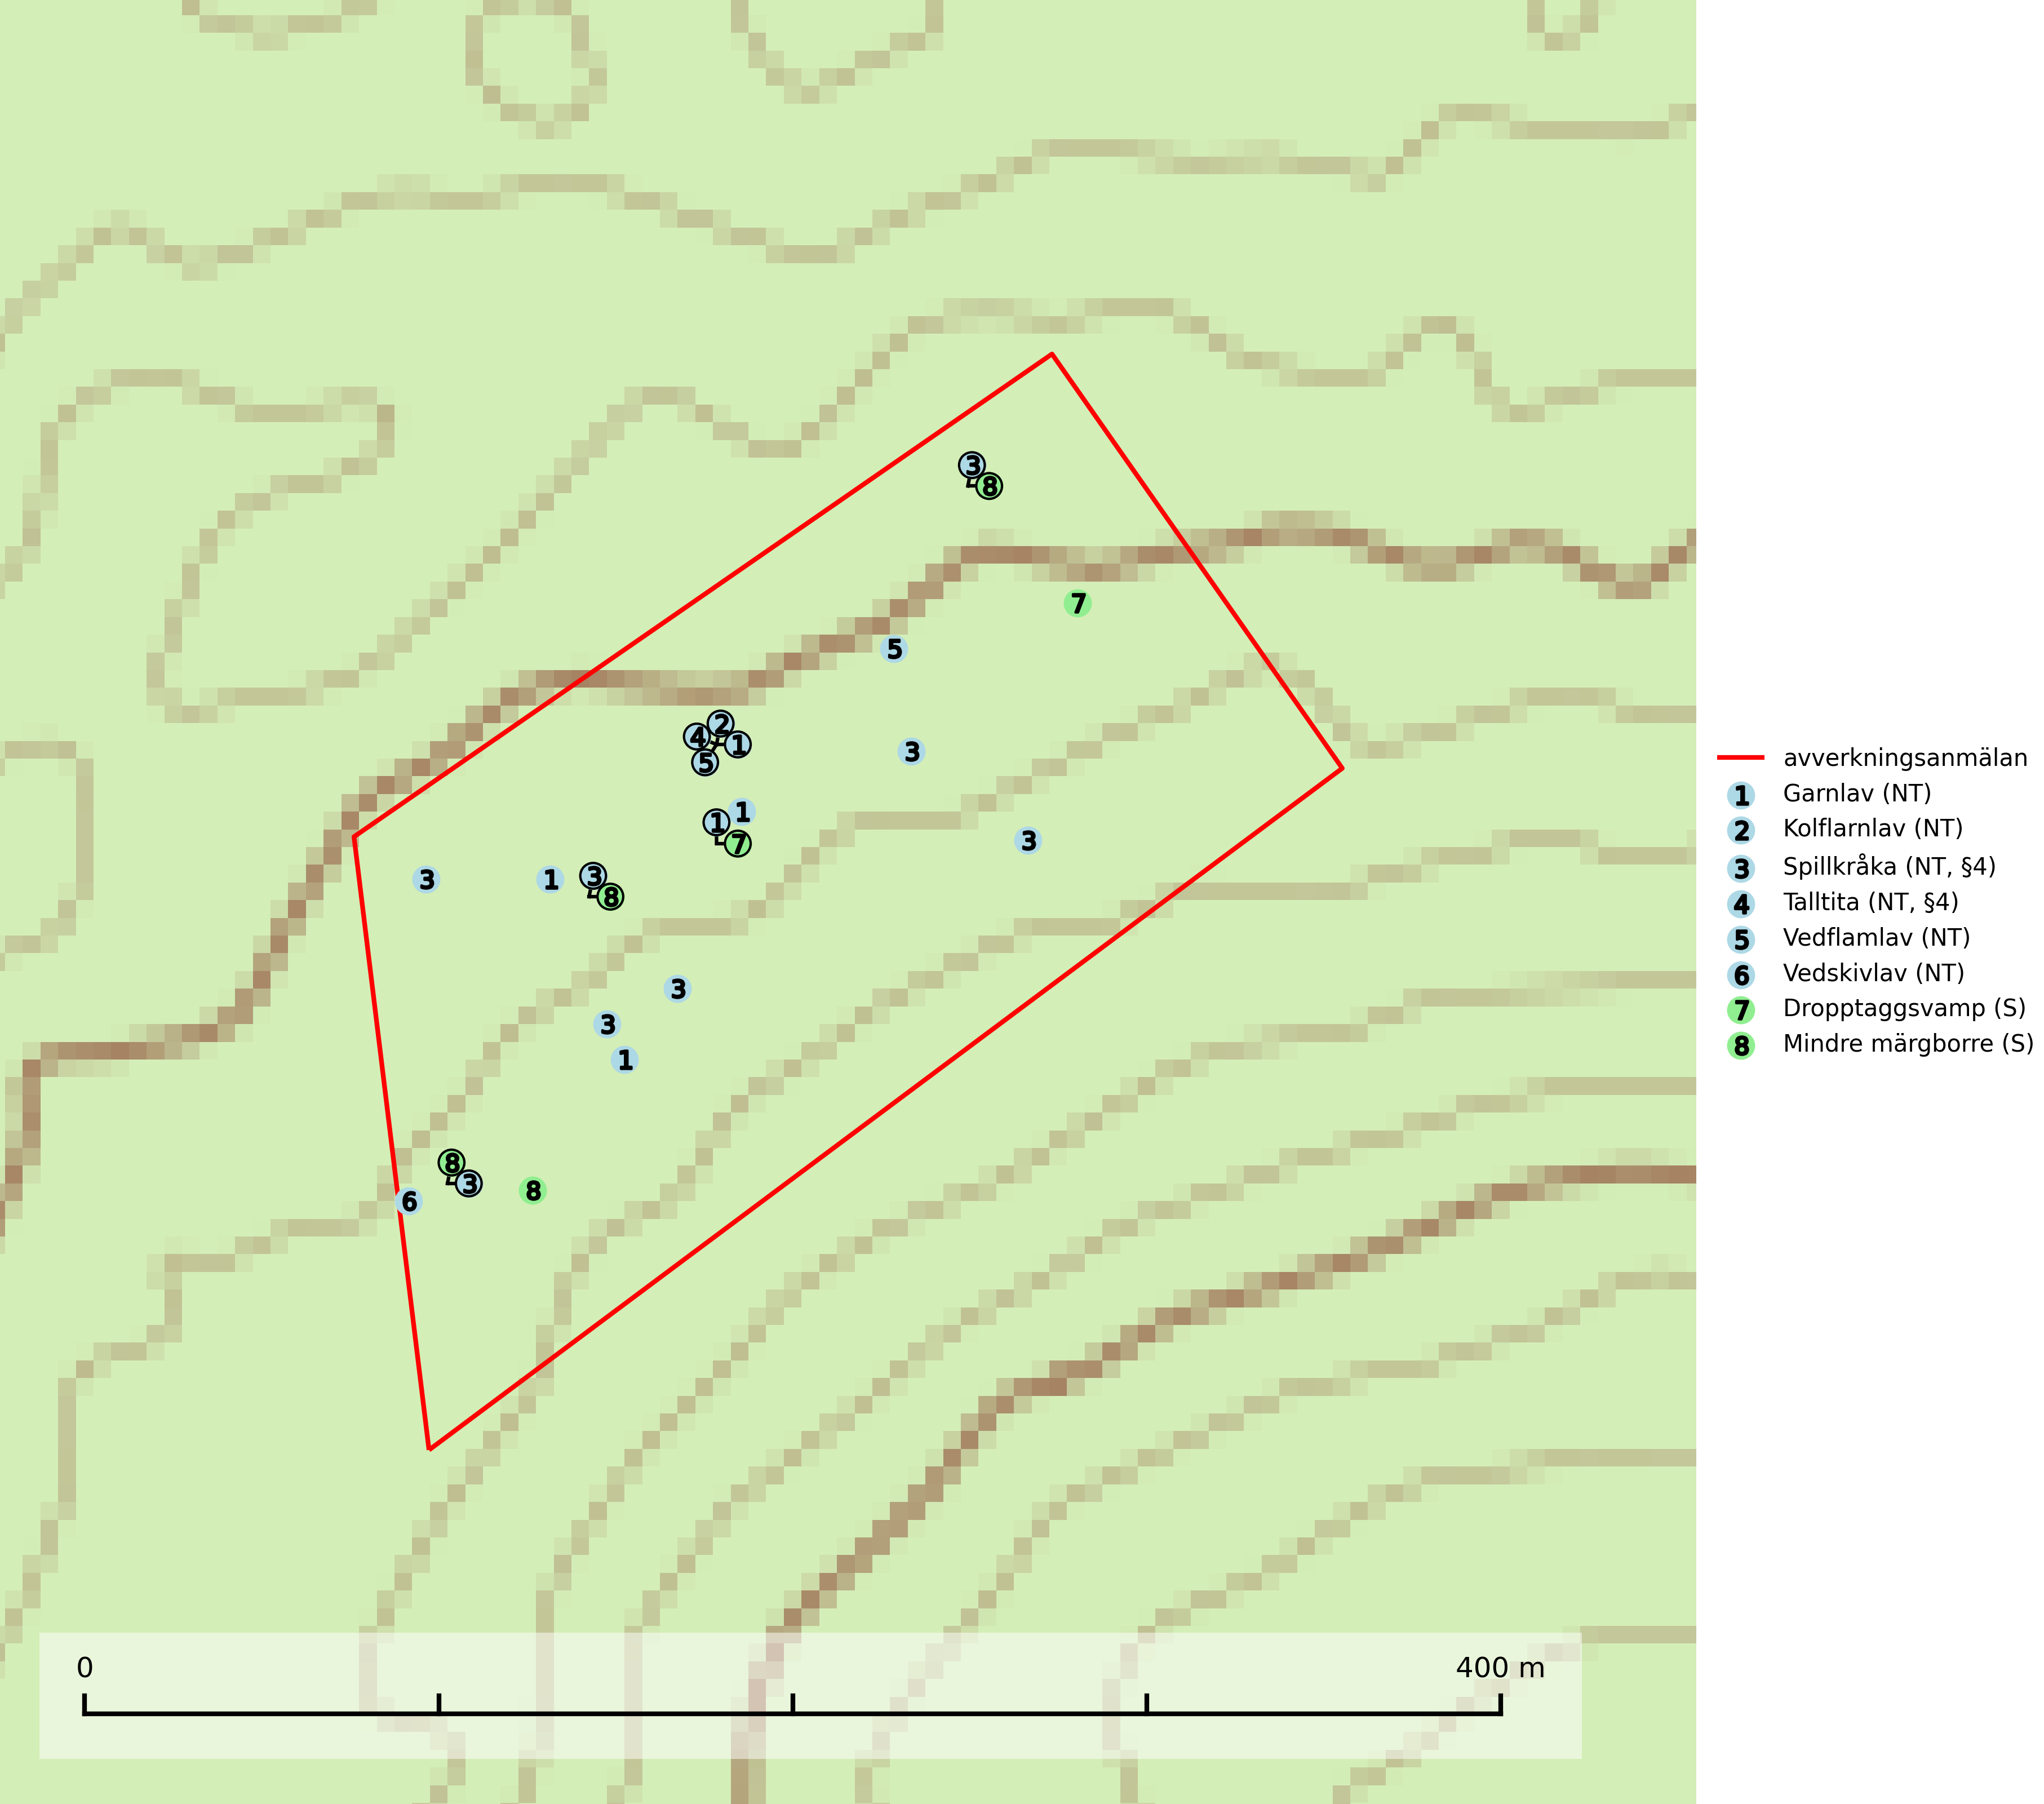 3
8
7
5
2
4
1
5
3
1
1
7
3
3
1
3
8
3
3
1
8
3
8
6
avverkningsanmälan
1 Garnlav (NT)
2 Kolflarnlav (NT)
3 Spillkråka (NT, §4)
4 Talltita (NT, §4)
5 Vedflamlav (NT)
6 Vedskivlav (NT)
7 Dropptaggsvamp (S)
8 Mindre märgborre (S)
0 400 m